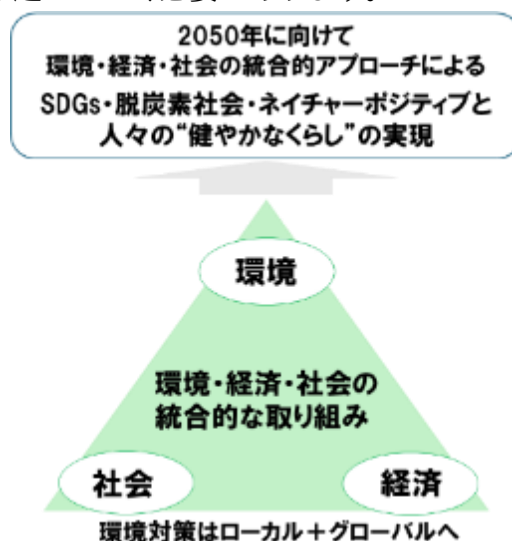 2050年に向けて
環境・経済・社会の統合的アプローチによる
SDGs・脱炭素社会・ネイチャーポジティブと
人々の“健やかなくらし”の実現
環境
環境・経済・社会の
統合的な取り組み
社会
経済
環境対策はローカル＋グローバルへ